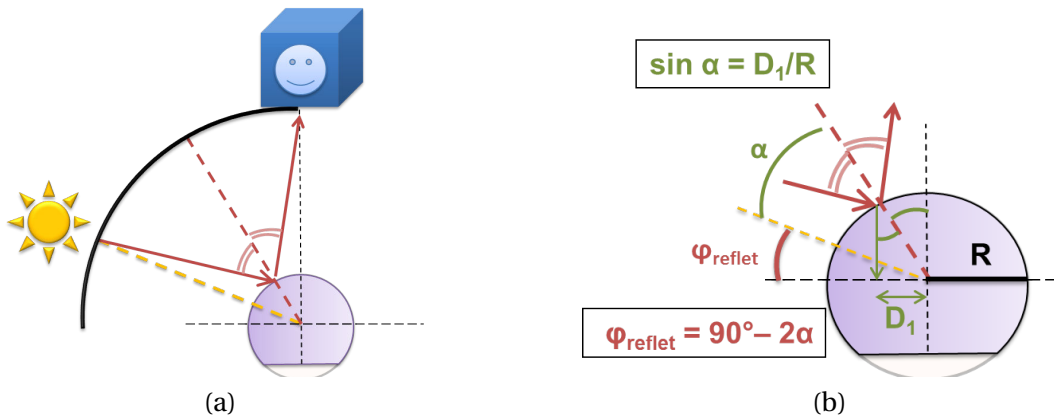 sin α = D₁/R
α
φreflet
R
D₁
φreflet = 90°– 2α
(a)
(b)